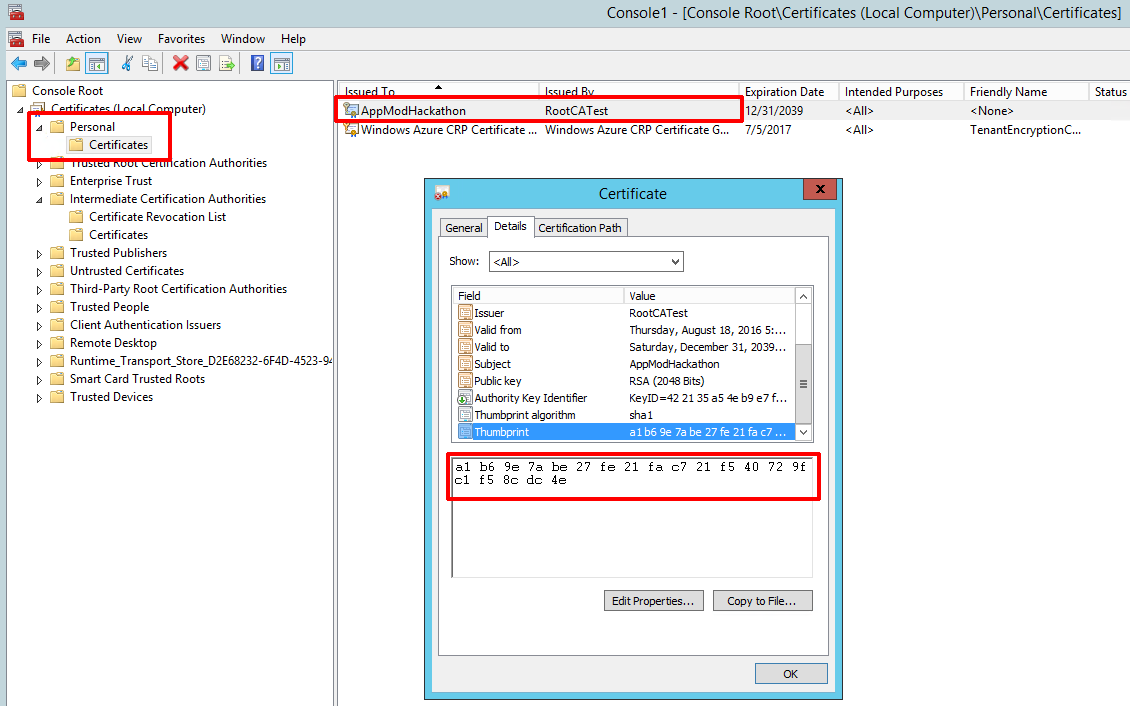 Console1 - [Console Root\Certificates (Local Computer)\Personal\Certificates]
File Action View Favorites Window Help
Console Root
Certificates (Local Computer)
Personal
Certificates
Trusted Root Certification Authorities
Enterprise Trust
Intermediate Certification Authorities
Certificate Revocation List
Certificates
Trusted Publishers
Untrusted Certificates
Third-Party Root Certification Authorities
Trusted People
Client Authentication Issuers
Remote Desktop
Runtime_Transport_Store_D2E68232-6F4D-4523-94
Smart Card Trusted Roots
Trusted Devices
Issued To Issued By Expiration Date Intended Purposes Friendly Name Status
AppModHackathon RootCATest 12/31/2039 <All> <None>
Windows Azure CRP Certificate ... Windows Azure CRP Certificate G... 7/5/2017 <All> TenantEncryptionC...
Certificate
x
General Details Certification Path
Show: <All>
Field Value
Issuer RootCATest
Valid from Thursday, August 18, 2016 5:...
Valid to Saturday, December 31, 2039...
Subject AppModHackathon
Public key RSA (2048 Bits)
Authority Key Identifier KeyID=42 21 35 a5 4e b9 e7 f...
Thumbprint algorithm sha1
Thumbprint a1 b6 9e 7a be 27 fe 21 fa c7 ...
a1 b6 9e 7a be 27 fe 21 fa c7 21 f5 40 72 9f
c1 f5 8c dc 4e
Edit Properties... Copy to File...
OK